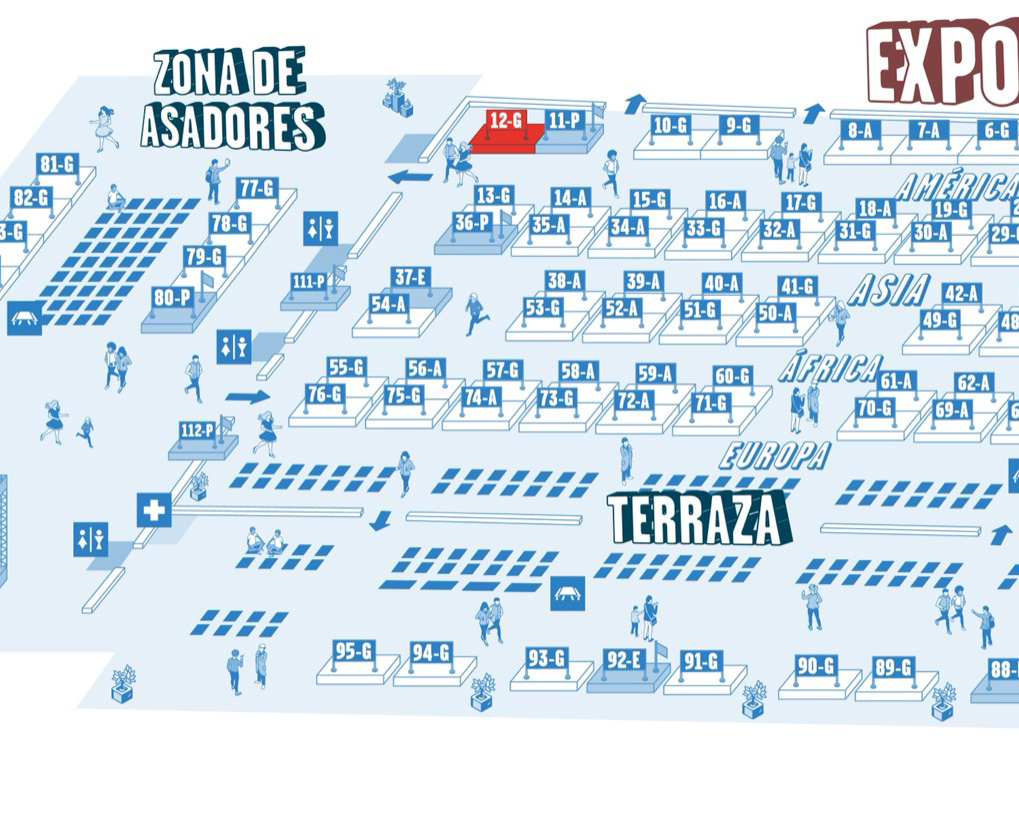 ZONA DE
ASADORES
EXPO
12-G 11-P
10-G 9-G
8-A 7-A 6-G
81-G
82-G
77-G
78-G
79-G
80-P
13-G 14-A 15-G 16-A 17-G 18-A 19-G
36-P 35-A 34-A 33-G 32-A 31-G 30-A 29-G
AMÉRICA
111-P
37-E
54-A
38-A 39-A 40-A 41-G
53-G 52-A 51-G 50-A
ASIA
42-A
49-G 48
55-G 56-A 57-G 58-A 59-A 60-G
76-G 75-G 74-A 73-G 72-A 71-G
ÁFRICA
61-A 62-A
70-G 69-A
112-P
EUROPA
TERRAZA
95-G 94-G 93-G 92-E 91-G 90-G 89-G 88-